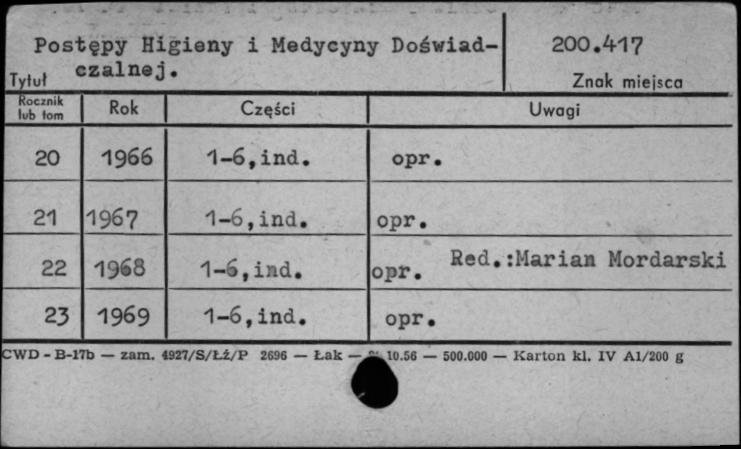 Postępy Higieny i Medycyny Doświad- 200.417
czalnej.
Tytuł Znak miejsca
Rocznik lub tom Rok Części Uwagi
20 1966 1-6,ind. opr.
21 1967 1-6,ind. opr.
22 1968 1-6,ind. opr. Red.:Marian Mordarski
23 1969 1-6,ind. opr.
CWD - B-17b — zam. 4927/S/Łź/P 2696 — Łak — 10.56 — 500.000 — Karton kl. IV A1/200 g